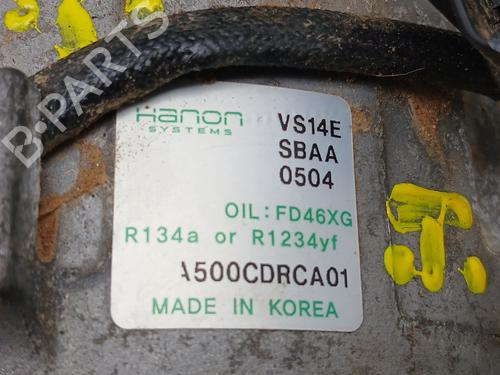 B-PARTS
Hanon
SYSTEMS
VS14E
SBAA
0504
OIL: FD46XG
R134a or R1234yf
A500CDRCA01
MADE IN KOREA